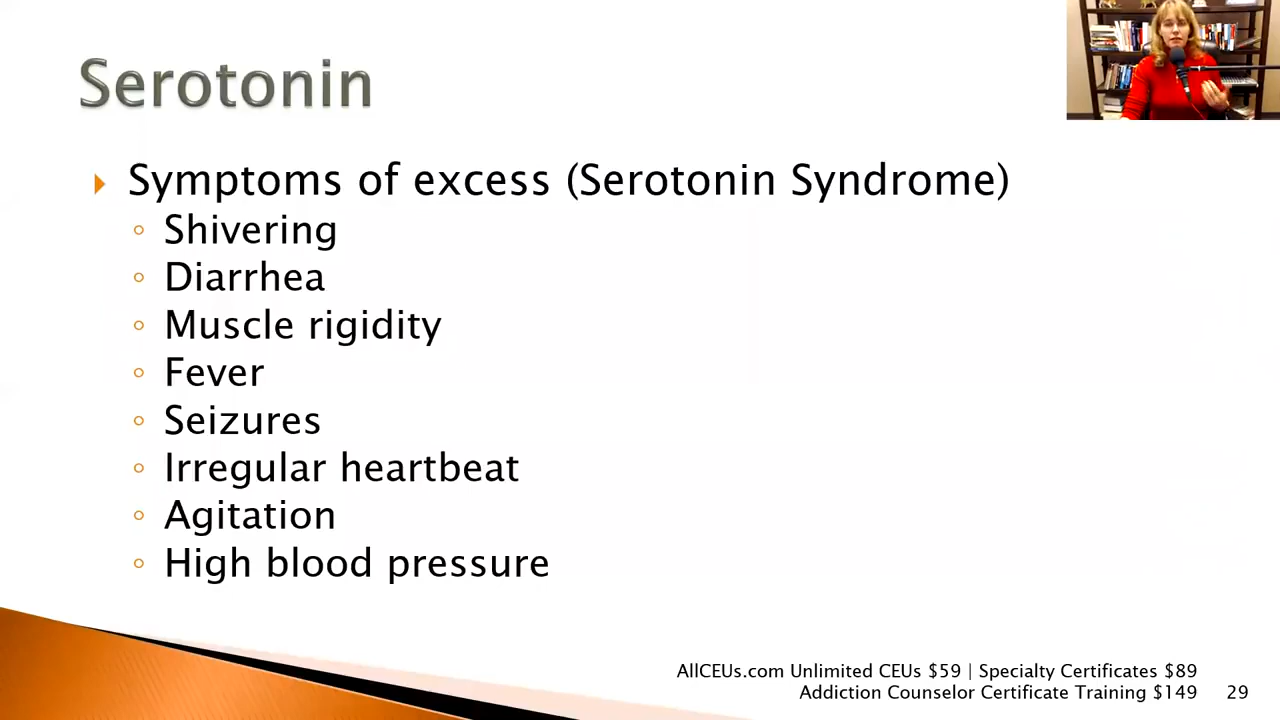 Serotonin
Symptoms of excess (Serotonin Syndrome)
Shivering
Diarrhea
Muscle rigidity
Fever
Seizures
Irregular heartbeat
Agitation
High blood pressure
AllCEUs.com Unlimited CEUs $59 | Specialty Certificates $89
Addiction Counselor Certificate Training $149
29